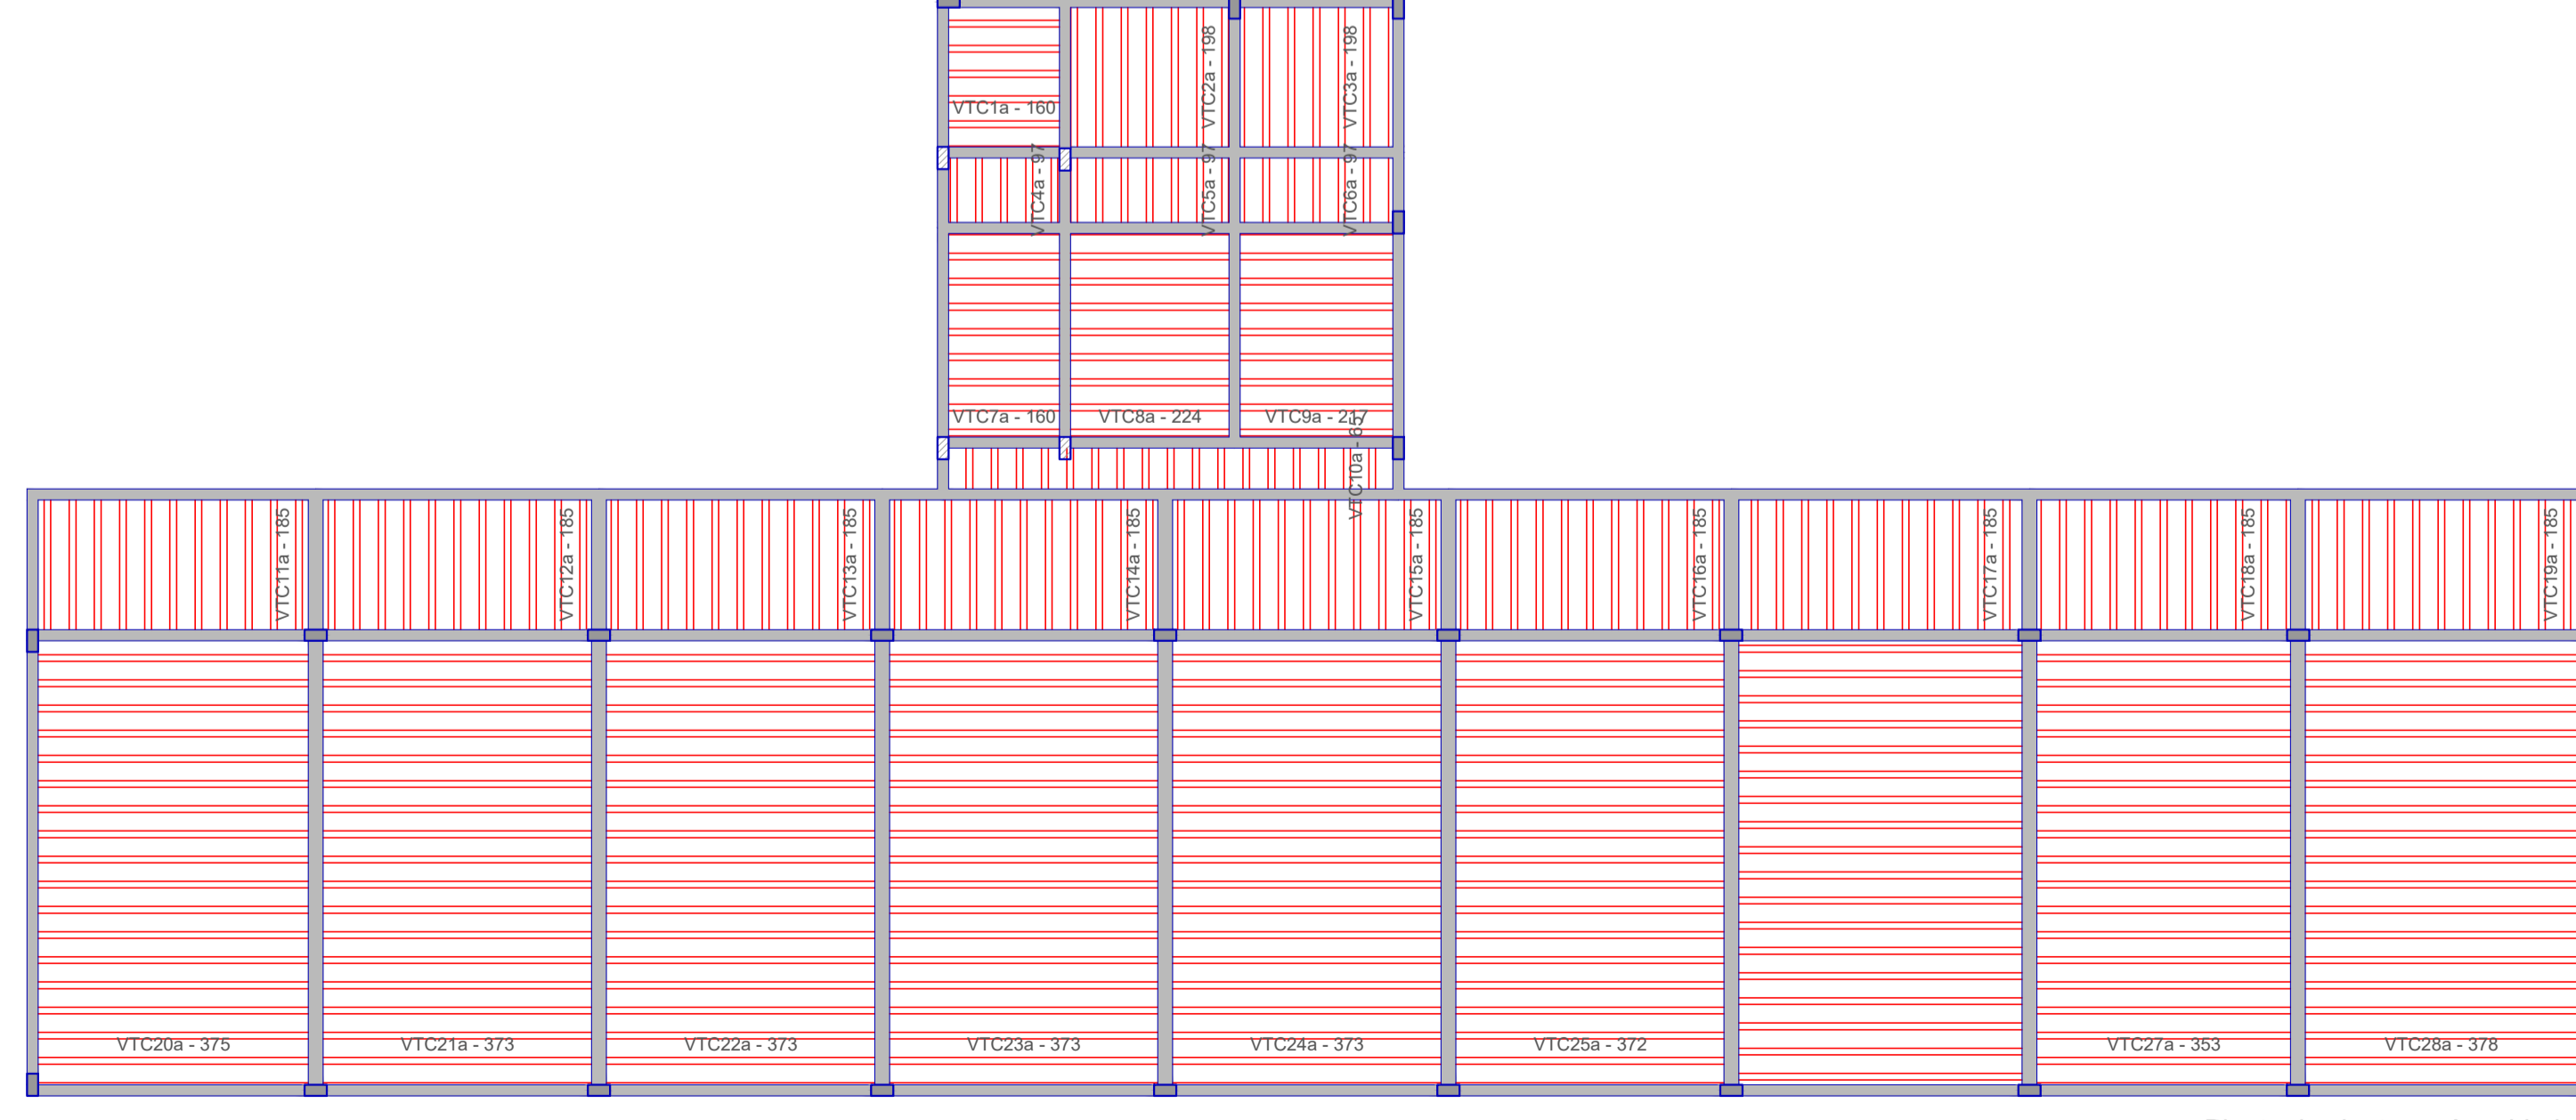 VTC1a - 160
VTC2a - 198
VTC3a - 198
VTC4a - 97
VTC5a - 97
VTC6a - 97
VTC7a - 160
VTC8a - 224
VTC9a - 217
VTC10a - 65
VTC11a - 185
VTC12a - 185
VTC13a - 185
VTC14a - 185
VTC15a - 185
VTC16a - 185
VTC17a - 185
VTC18a - 185
VTC19a - 185
VTC20a - 375
VTC21a - 373
VTC22a - 373
VTC23a - 373
VTC24a - 373
VTC25a - 372
VTC27a - 353
VTC28a - 378